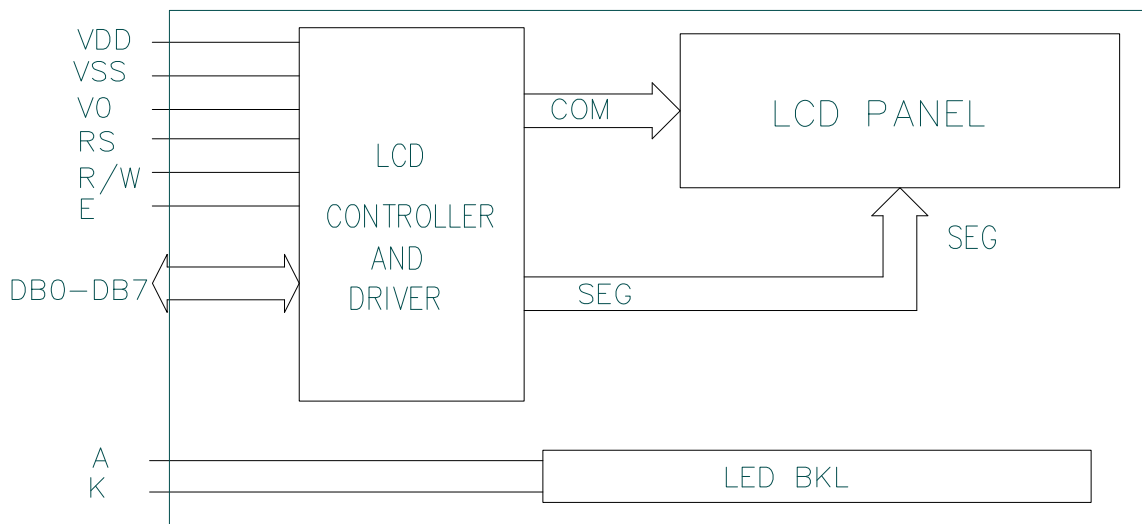 VDD
VSS
V0
RS
R/W
E
DB0-DB7
LCD
CONTROLLER
AND
DRIVER
COM
LCD PANEL
SEG
SEG
A
K
LED BKL